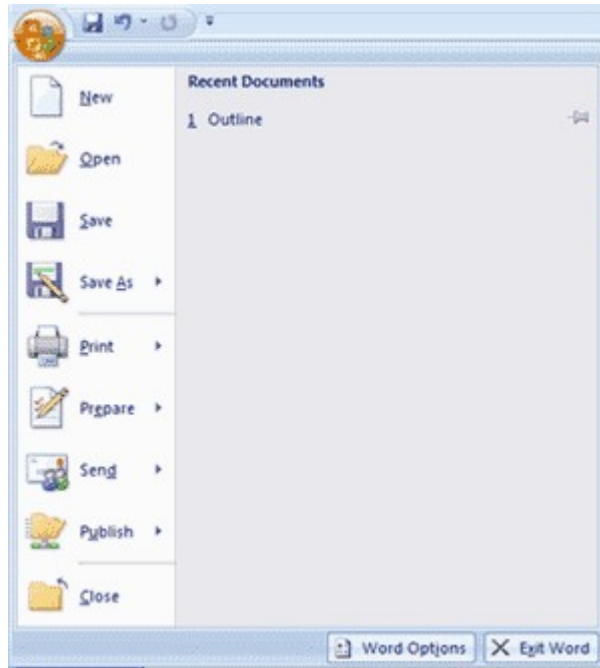 New
Open
Save
Save As
Print
Prepare
Send
Publish
Close
Recent Documents
1 Outline
Word Options
Exit Word